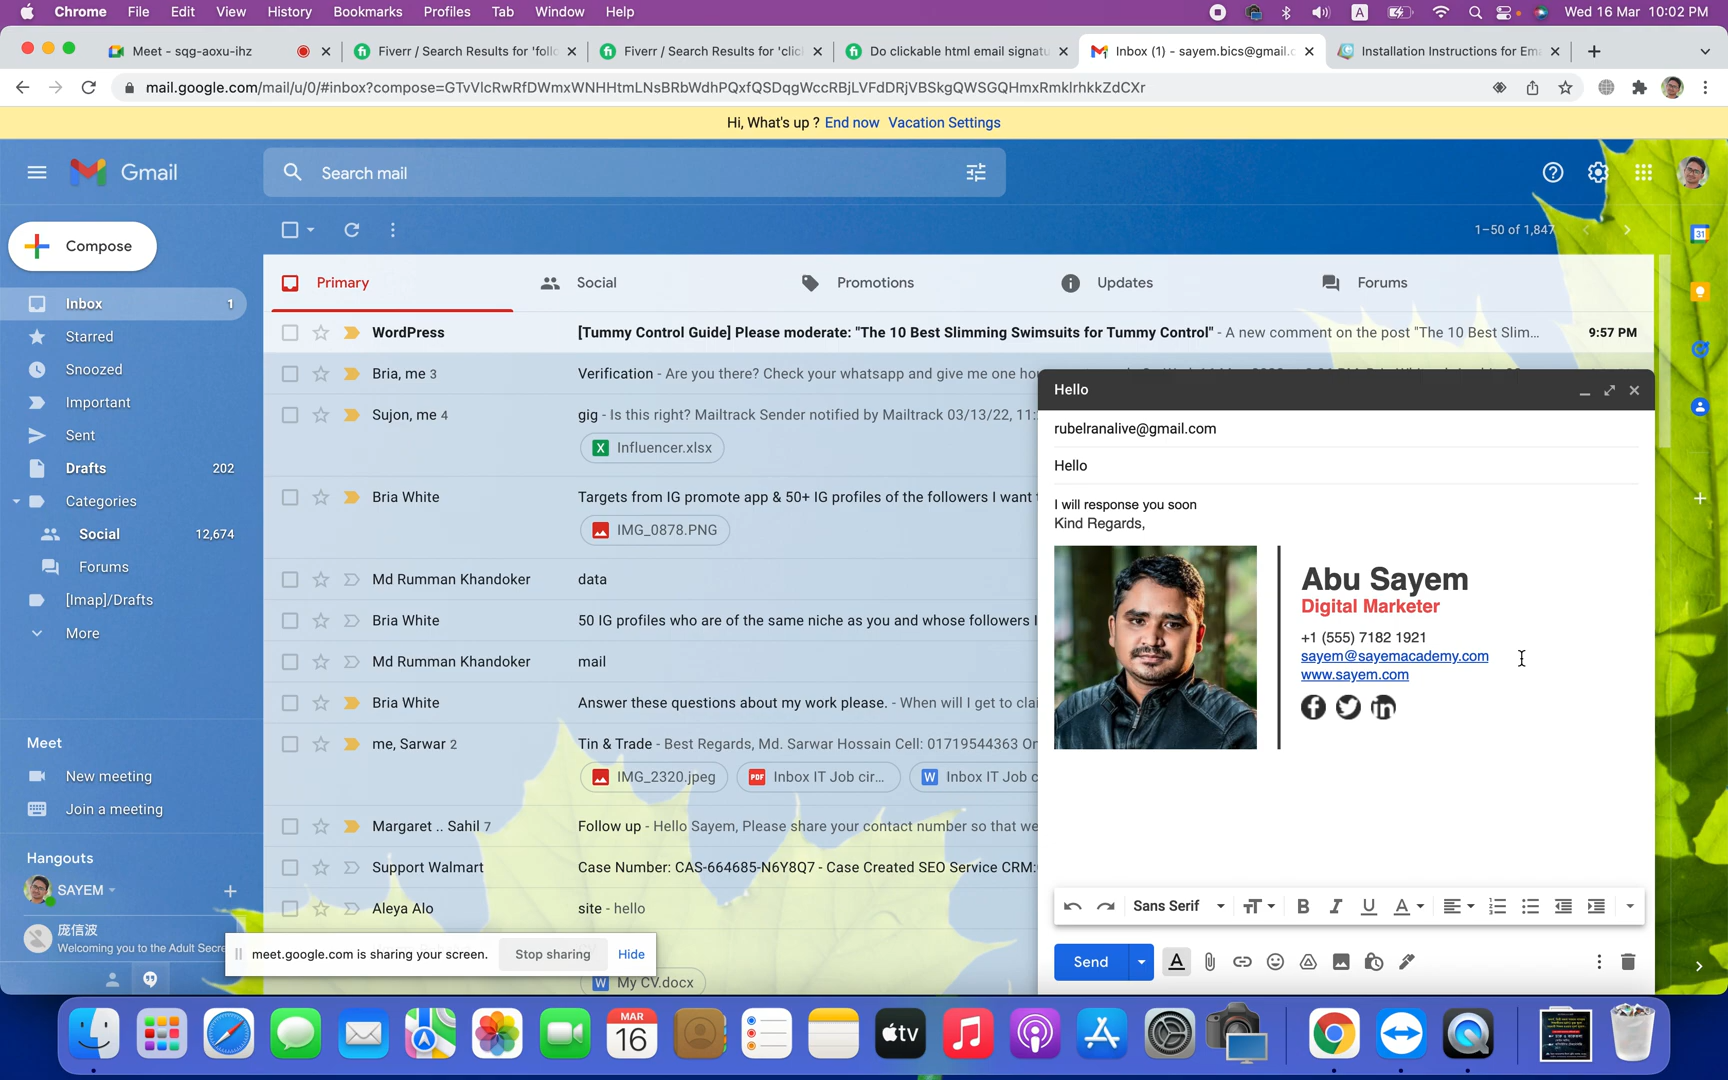 Chrome File Edit View History Bookmarks Profiles Tab Window Help
A Wed 16 Mar 10:02 PM
Meet - sqg-aoxu-ihz
Fiverr / Search Results for 'follo
Fiverr / Search Results for 'clic
Do clickable html email signatu
Inbox (1) - sayem.bics@gmail.c
Installation Instructions for Ema
mail.google.com/mail/u/0/#inbox?compose=GTvVlcRwRfDWmxWNHHtmLNsBRbWdhPQxfQSDqgWccRBjLVFdDRjVBSkgQWSGQHmxRmklrhkkZdCXr
Hi, What's up ? End now Vacation Settings
Gmail
Search mail
Compose
1–50 of 1,847
Inbox 1
Starred
Snoozed
Important
Sent
Drafts 202
Categories
Social 12,674
Forums
[Imap]/Drafts
More
Meet
New meeting
Join a meeting
Hangouts
SAYEM
庞信波
Welcoming you to the Adult Secre
Primary Social Promotions Updates Forums
WordPress [Tummy Control Guide] Please moderate: "The 10 Best Slimming Swimsuits for Tummy Control" - A new comment on the post "The 10 Best Slim... 9:57 PM
Bria, me 3 Verification - Are you there? Check your whatsapp and give me one hou
Sujon, me 4 gig - Is this right? Mailtrack Sender notified by Mailtrack 03/13/22, 11:
Influencer.xlsx
Bria White Targets from IG promote app & 50+ IG profiles of the followers I want t
IMG_0878.PNG
Md Rumman Khandoker data
Bria White 50 IG profiles who are of the same niche as you and whose followers I
Md Rumman Khandoker mail
Bria White Answer these questions about my work please. - When will I get to clai
me, Sarwar 2 Tin & Trade - Best Regards, Md. Sarwar Hossain Cell: 01719544363 On
IMG_2320.jpeg
PDF Inbox IT Job cir...
W Inbox IT Job c
Margaret .. Sahil 7 Follow up - Hello Sayem, Please share your contact number so that we
Support Walmart Case Number: CAS-664685-N6Y8Q7 - Case Created SEO Service CRM:
Aleya Alo site - hello
W My CV.docx
meet.google.com is sharing your screen. Stop sharing Hide
Hello
rubelranalive@gmail.com
Hello
I will response you soon
Kind Regards,
Abu Sayem
Digital Marketer
+1 (555) 7182 1921
sayem@sayemacademy.com
www.sayem.com
Sans Serif
Send
31
MAR
16
tv